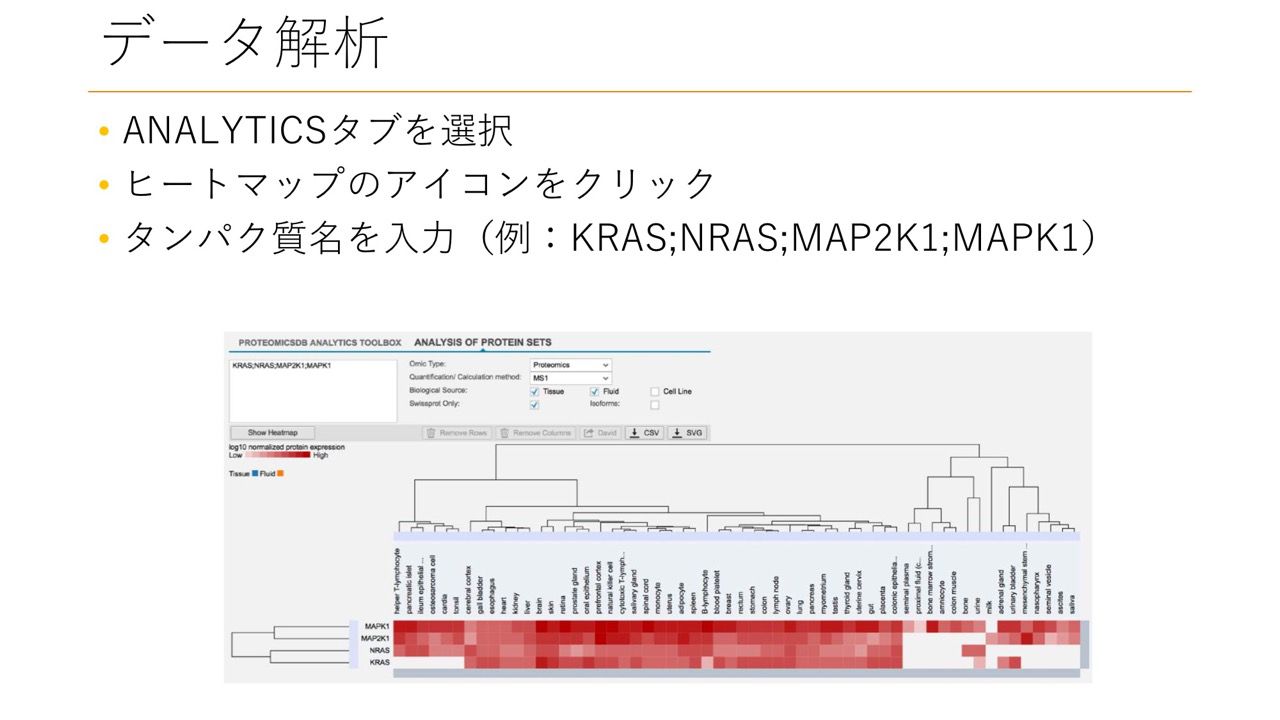 データ解析
• ANALYTICSタブを選択
• ヒートマップのアイコンをクリック
• タンパク質名を入力（例：KRAS;NRAS;MAP2K1;MAPK1）
PROTEOMICSDB ANALYTICS TOOLBOX ANALYSIS OF PROTEIN SETS
KRAS;NRAS;MAP2K1;MAPK1
Omic Type: Proteomics
Quantification/ Calculation method: MS1
Biological Source: Tissue Fluid Cell Line
Swissprot Only: Isoforms:
Show Heatmap Remove Rows Remove Columns David CSV SVG
log10 normalized protein expression
Low High
Tissue Fluid
helper T-lymphocyte
pancreatic islet
ileum epithelial ...
osteosarcoma cell
cardia
tonsil
cerebral cortex
gall bladder
esophagus
heart
kidney
liver
brain
skin
retina
prostate gland
oral epithelium
prefrontal cortex
natural killer cell
cytotoxic T-lymph...
salivary gland
spinal cord
monocyte
uterus
adipocyte
spleen
B-lymphocyte
blood platelet
breast
rectum
stomach
colon
lymph node
ovary
lung
pancreas
myometrium
testis
thyroid gland
uterine cervix
gut
placenta
colonic epithelia...
seminal plasma
proximal fluid (c...
bone marrow strom...
amniocyte
colon muscle
bone
urine
milk
adrenal gland
urinary bladder
mesenchymal stem ...
nasopharynx
seminal vesicle
ascites
saliva
MAPK1
MAP2K1
NRAS
KRAS